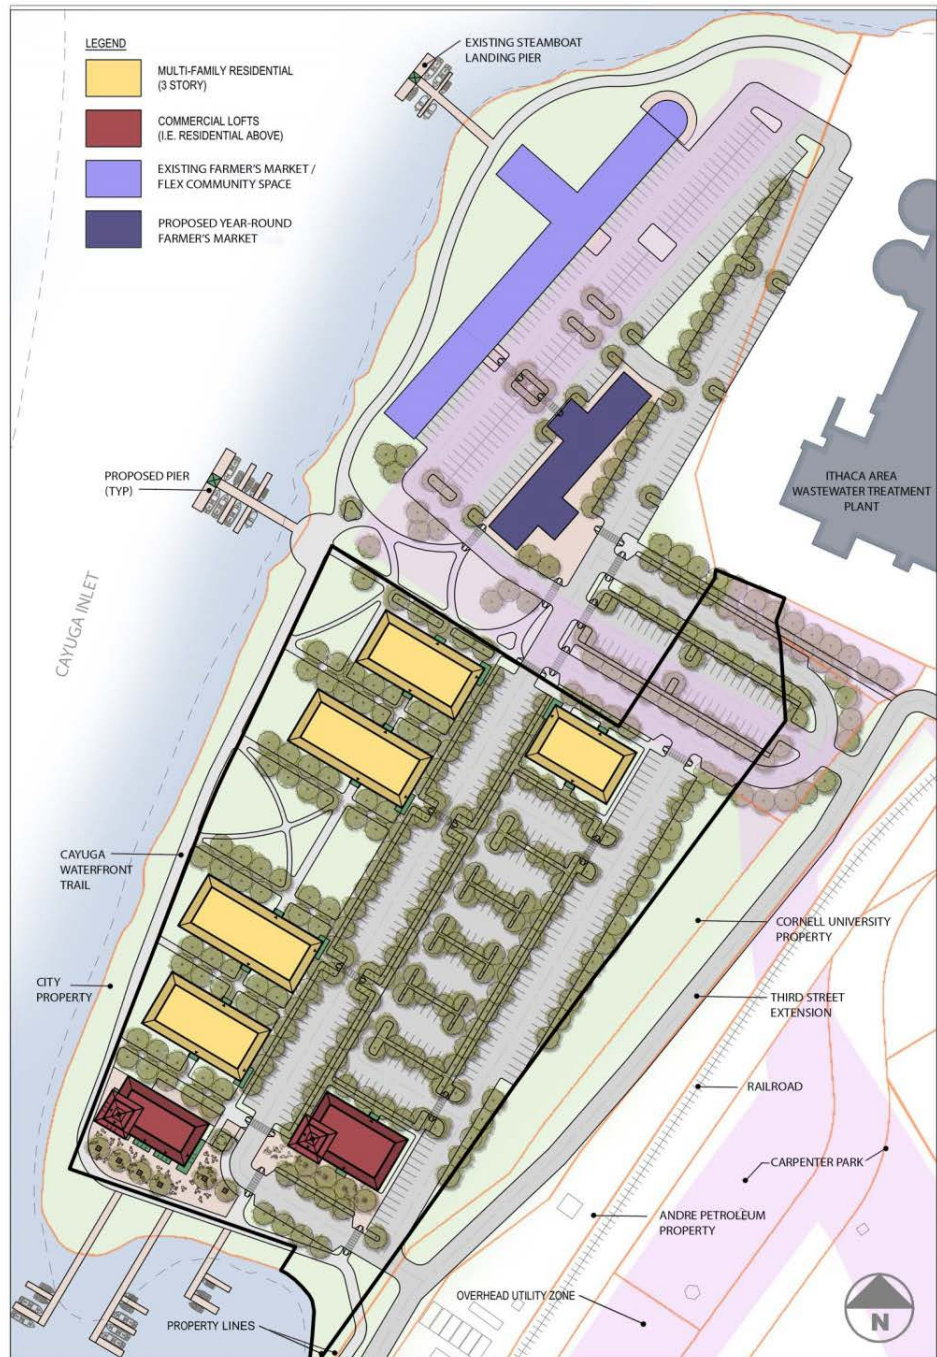 LEGEND
MULTI-FAMILY RESIDENTIAL
(3 STORY)
COMMERCIAL LOFTS
(I.E. RESIDENTIAL ABOVE)
EXISTING FARMER'S MARKET /
FLEX COMMUNITY SPACE
PROPOSED YEAR-ROUND
FARMER'S MARKET
EXISTING STEAMBOAT
LANDING PIER
PROPOSED PIER
(TYP)
ITHACA AREA
WASTEWATER TREATMENT
PLANT
CAYUGA INLET
CAYUGA
WATERFRONT
TRAIL
CITY
PROPERTY
CORNELL UNIVERSITY
PROPERTY
THIRD STREET
EXTENSION
RAILROAD
CARPENTER PARK
ANDRE PETROLEUM
PROPERTY
OVERHEAD UTILITY ZONE
PROPERTY LINES
N